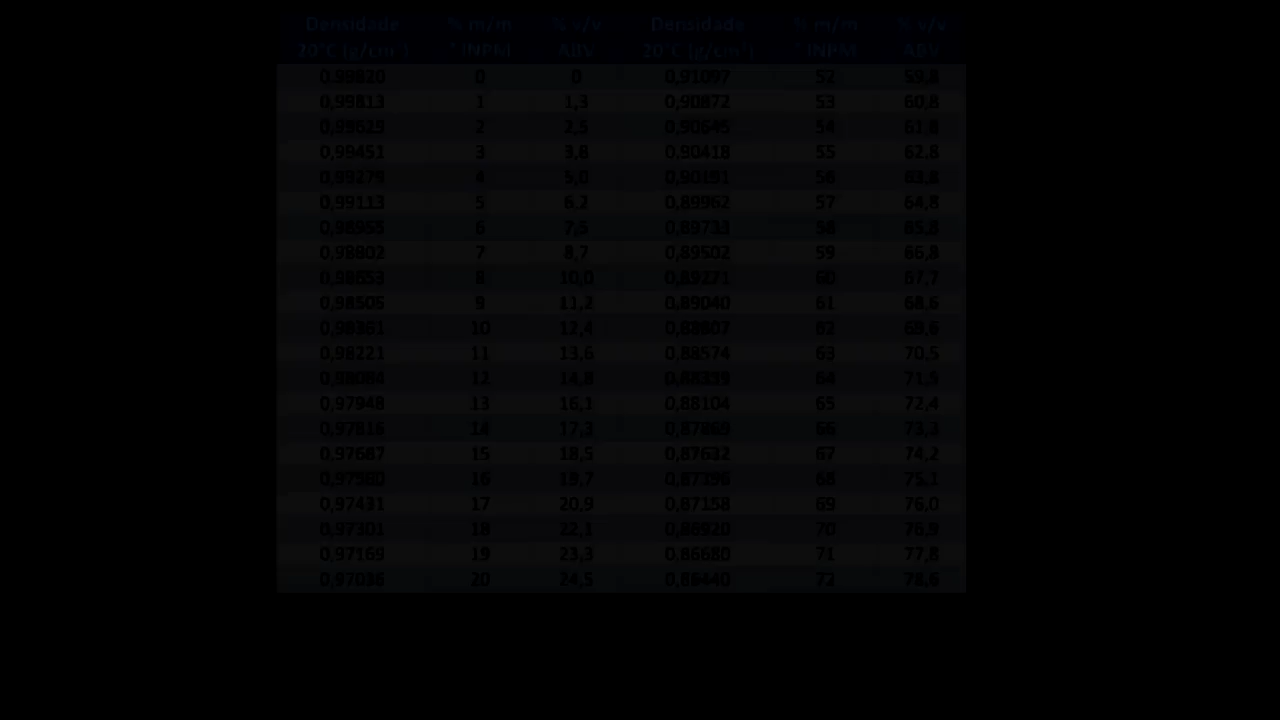 Densidade % m/m % v/v Densidade % m/m % v/v
20°C (g/cm³) ° INPM ABV 20°C (g/cm³) ° INPM ABV
0,99820 0 0 0,91097 52 59,8
0,99813 1 1,3 0,90872 53 60,8
0,99629 2 2,5 0,90645 54 61,8
0,99451 3 3,8 0,90418 55 62,8
0,99279 4 5,0 0,90191 56 63,8
0,99113 5 6,2 0,89962 57 64,8
6 7,5 0,89733 58 65,8
0,98802 7 8,7 0,89502 59 66,8
0,98653 8 10,0 0,89271 60 67,7
0,98505 9 11,2 0,89040 61 68,6
0,98361 10 12,4 0,88807 62 69,6
0,98221 11 13,6 0,88574 63 70,5
0,98084 12 14,8 0,88339 64 71,5
0,97948 13 16,1 0,88104 65 72,4
0,97816 14 17,3 0,87869 66 73,3
0,97687 15 18,5 0,87632 67 74,2
0,97560 16 19,7 0,87396 68 75,1
0,97431 17 20,9 0,87158 69 76,0
0,97301 18 22,1 0,86920 70 76,9
0,97169 19 23,3 0,86680 71 77,8
0,97036 20 24,5 0,86440 72 78,6